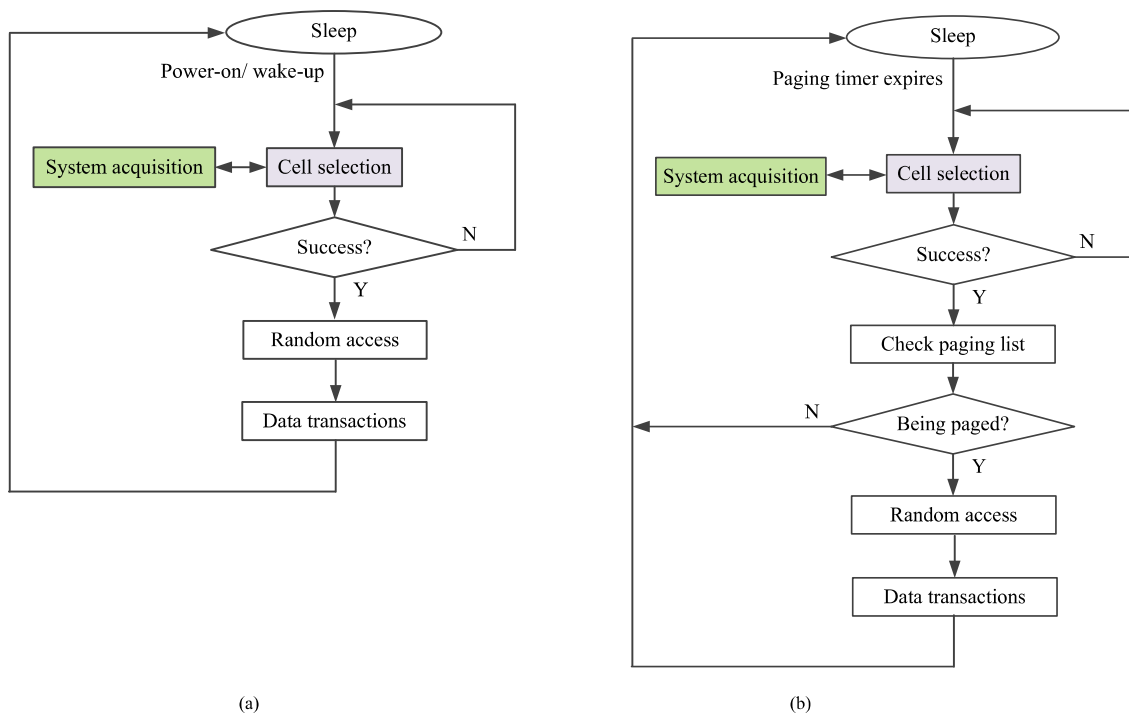 Sleep
Power-on/ wake-up
System acquisition
Cell selection
Success?
N
Y
Random access
Data transactions
(a)
Sleep
Paging timer expires
System acquisition
Cell selection
Success?
N
Y
Check paging list
Being paged?
N
Y
Random access
Data transactions
(b)